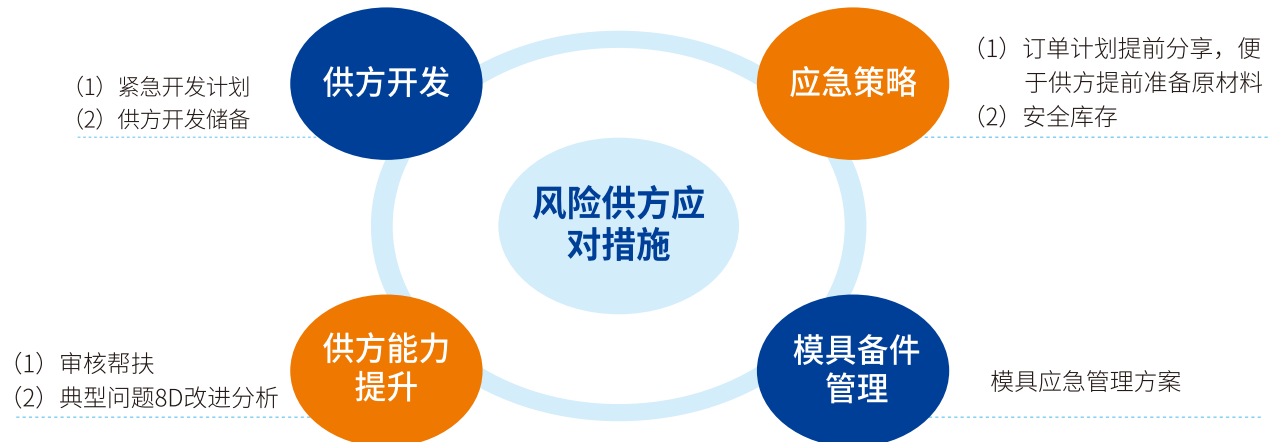 供方开发
（1）紧急开发计划
（2）供方开发储备
应急策略
（1）订单计划提前分享，便
于供方提前准备原材料
（2）安全库存
风险供方应
对措施
供方能力
提升
（1）审核帮扶
（2）典型问题8D改进分析
模具备件
管理
模具应急管理方案